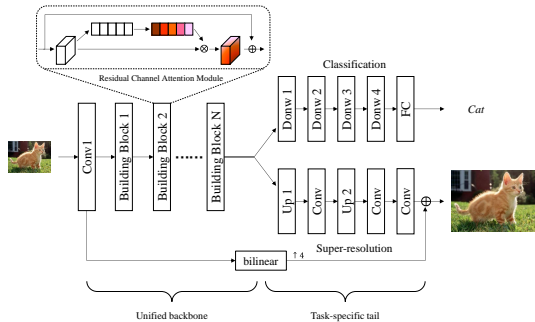 Residual Channel Attention Module
Classification
Conv1
Building Block 1
Building Block 2
Building Block N
Donw 1
Donw 2
Donw 3
Donw 4
FC
Cat
Up 1
Conv
Up 2
Conv
Conv
Super-resolution
bilinear
↑4
Unified backbone
Task-specific tail